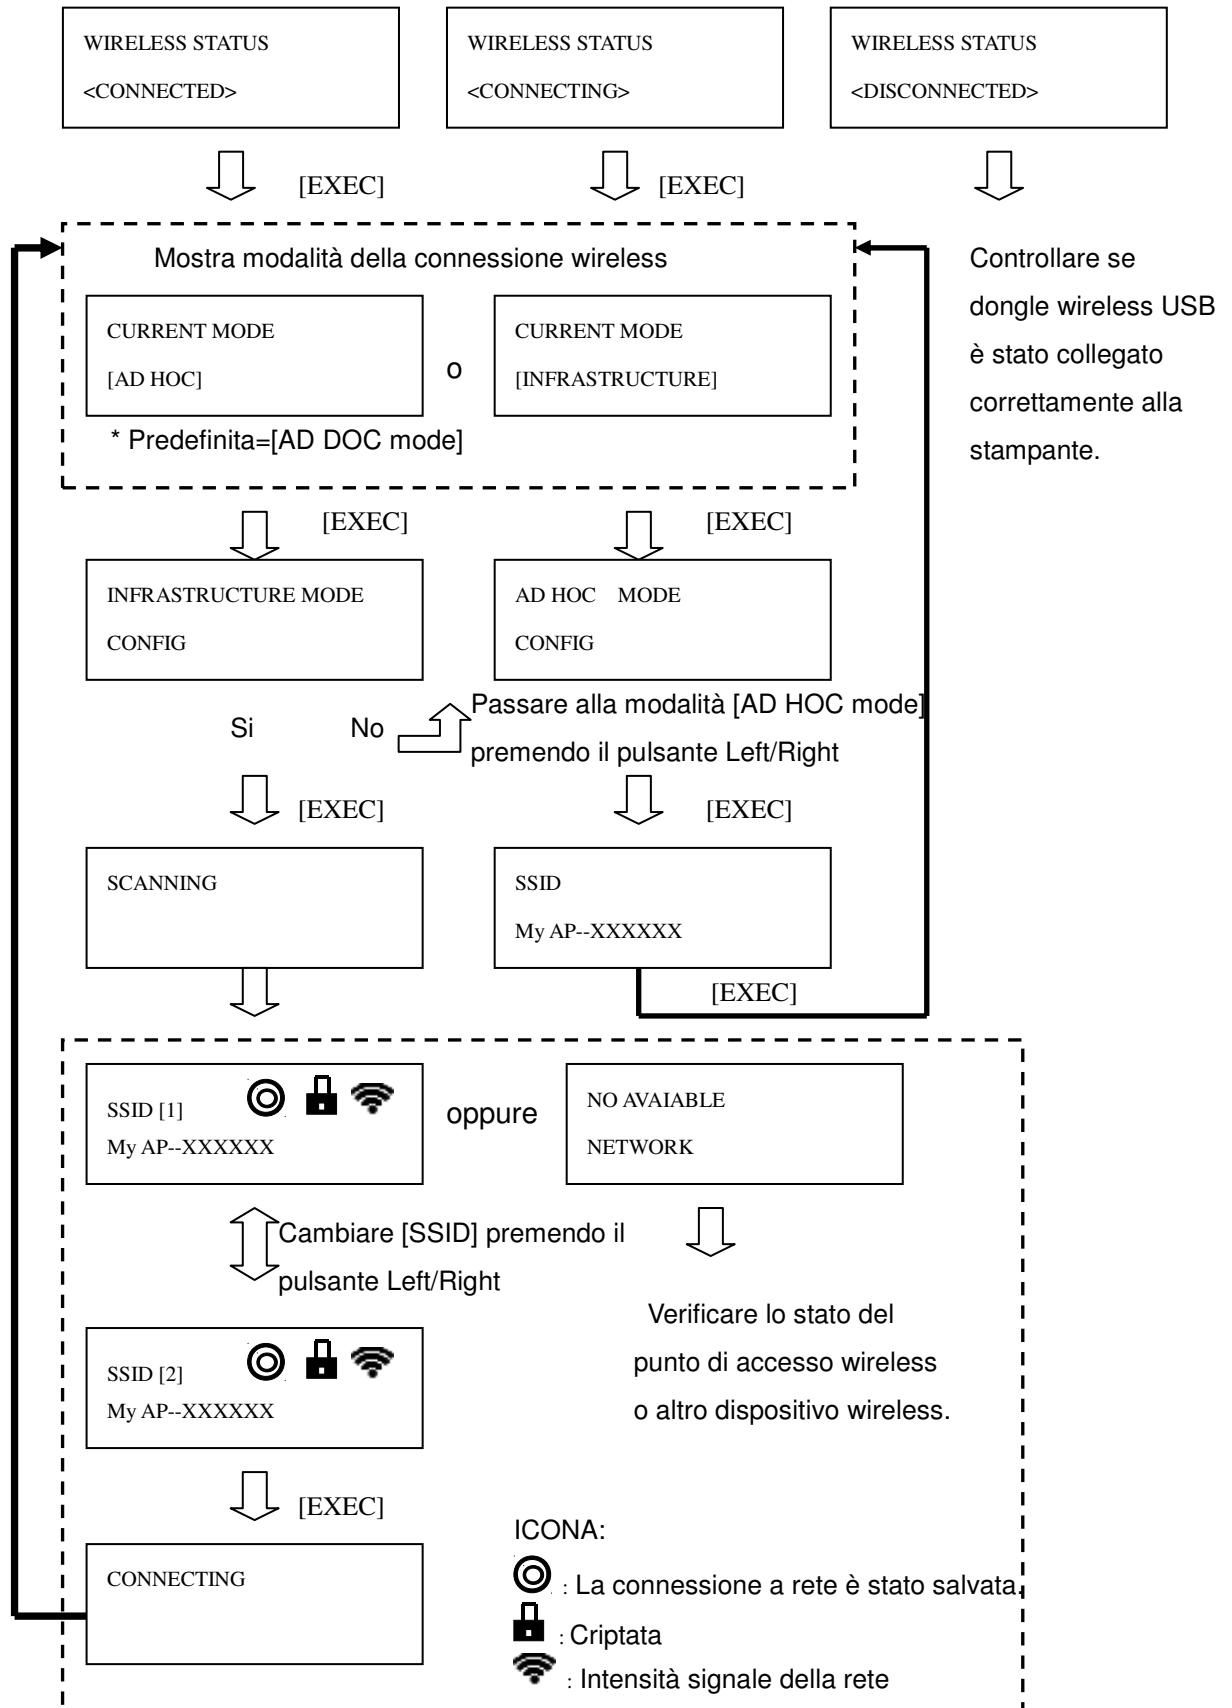 WIRELESS STATUS
<CONNECTED>
WIRELESS STATUS
<CONNECTING>
WIRELESS STATUS
<DISCONNECTED>
[EXEC]
[EXEC]
Mostra modalità della connessione wireless
CURRENT MODE
[AD HOC]
o
CURRENT MODE
[INFRASTRUCTURE]
* Predefinita=[AD DOC mode]
Controllare se
dongle wireless USB
è stato collegato
correttamente alla
stampante.
[EXEC]
[EXEC]
INFRASTRUCTURE MODE
CONFIG
AD HOC MODE
CONFIG
Si
No
Passare alla modalità [AD HOC mode]
premendo il pulsante Left/Right
[EXEC]
[EXEC]
SCANNING
SSID
My AP--XXXXXX
[EXEC]
SSID [1]
My AP--XXXXXX
oppure
NO AVAIABLE
NETWORK
Cambiare [SSID] premendo il
pulsante Left/Right
Verificare lo stato del
punto di accesso wireless
o altro dispositivo wireless.
SSID [2]
My AP--XXXXXX
[EXEC]
CONNECTING
ICONA:
: La connessione a rete è stato salvata.
: Criptata
: Intensità signale della rete